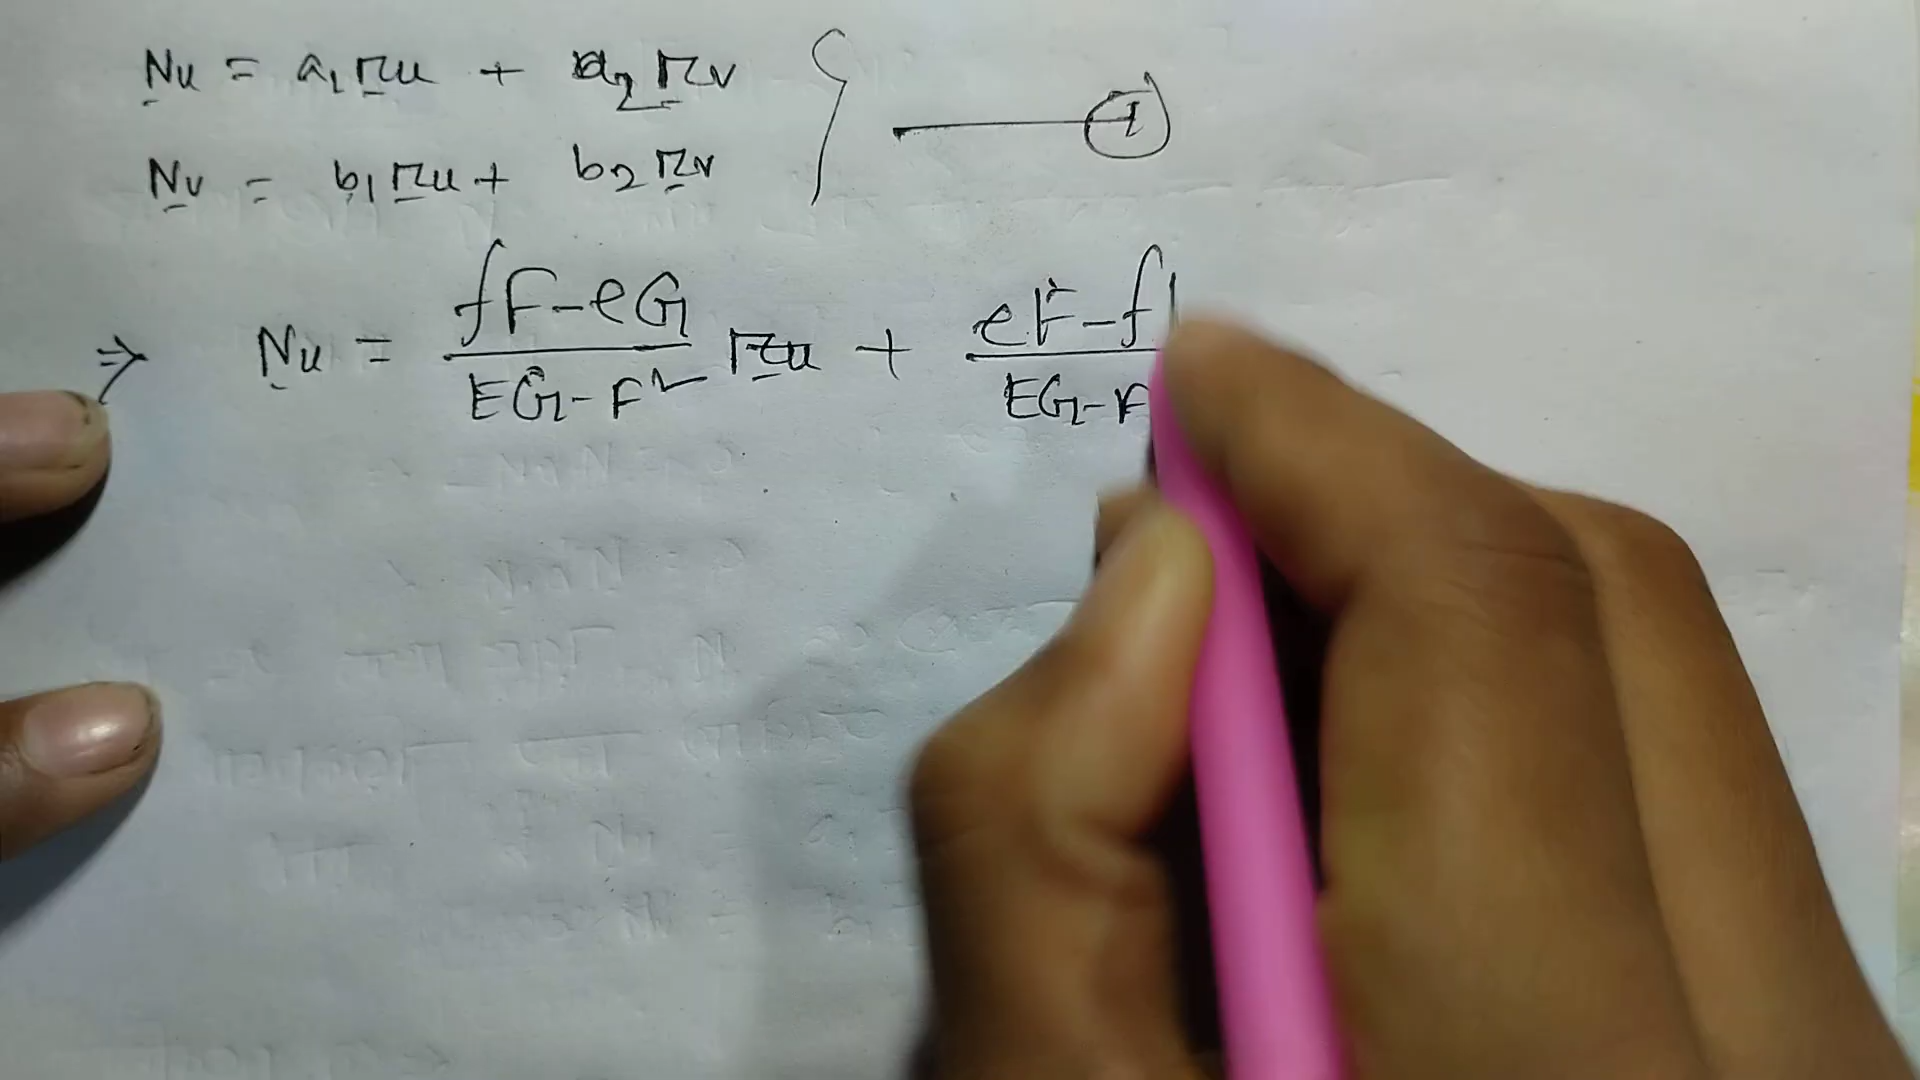 Nu = a1 ru + a2 rv
Nv = b1 ru + b2 rv
1
⇒ Nu = fF-eG / EG-F² ru + eF-f / EG-F